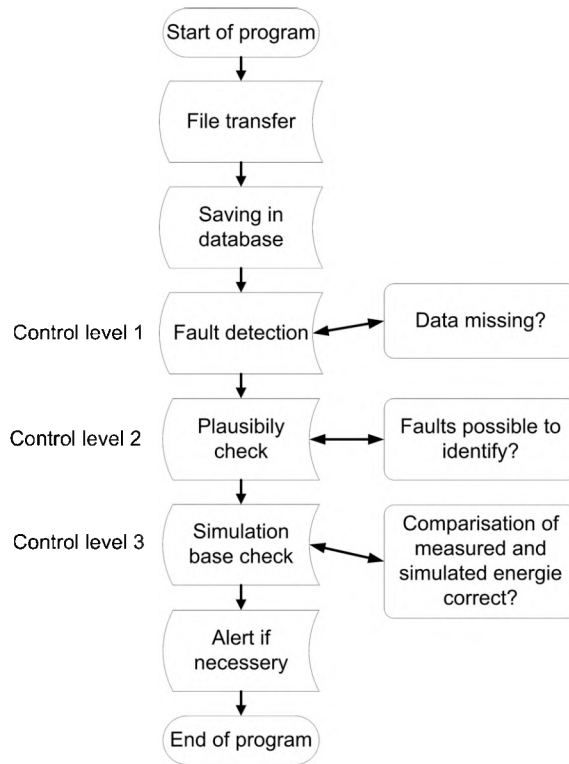 Start of program
File transfer
Saving in
database
Control level 1
Fault detection
Data missing?
Control level 2
Plausibily
check
Faults possible to
identify?
Control level 3
Simulation
base check
Comparisation of
measured and
simulated energie
correct?
Alert if
necessery
End of program